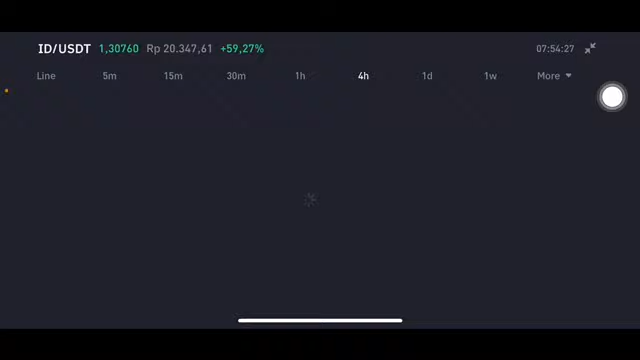 ID/USDT 1,30760 Rp 20.347,61 +59,27% 07:54:27
Line 5m 15m 30m 1h 4h 1d 1w More